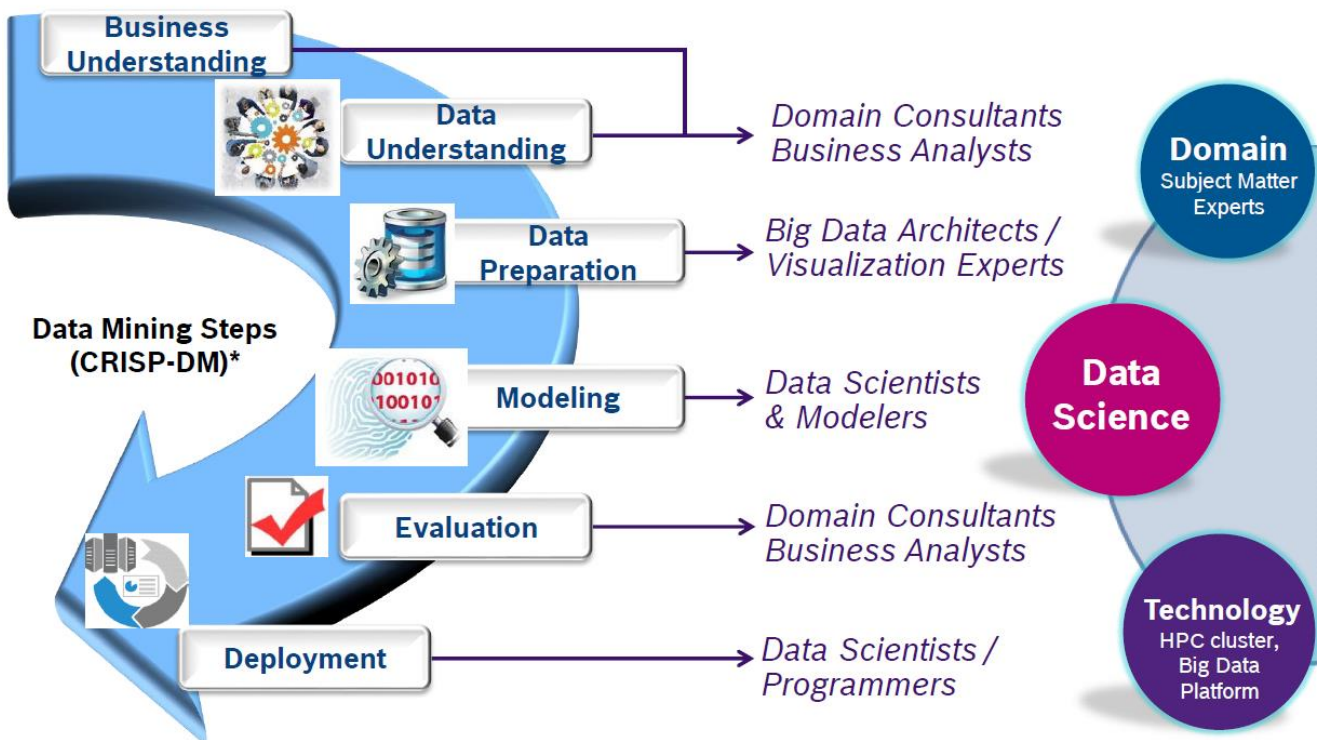 Business
Understanding
Data
Understanding
Domain Consultants
Business Analysts
Data
Preparation
Big Data Architects /
Visualization Experts
Data Mining Steps
(CRISP-DM)*
001010
100101
Modeling
Data Scientists
& Modelers
Evaluation
Domain Consultants
Business Analysts
Deployment
Data Scientists /
Programmers
Domain
Subject Matter
Experts
Data
Science
Technology
HPC cluster,
Big Data
Platform